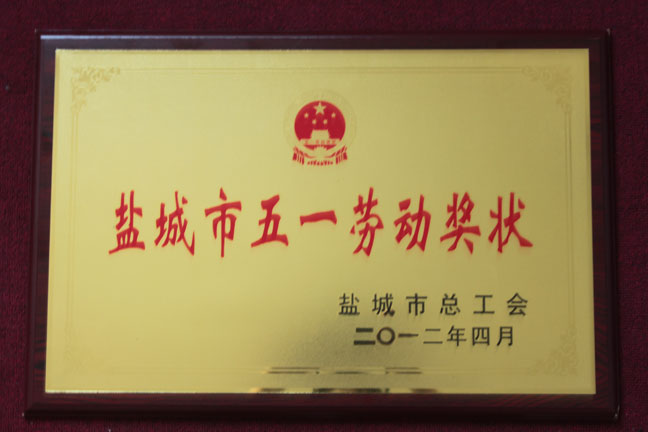 盐城市五一劳动奖状
盐城市总工会
二〇一二年四月